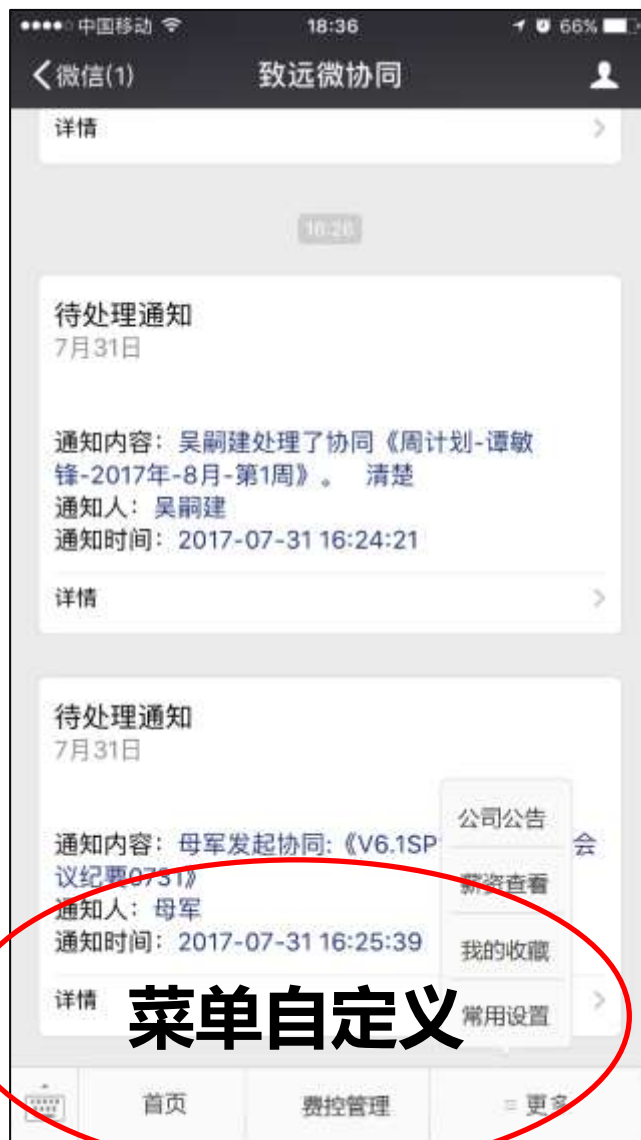 中国移动 18:36 66%
微信(1) 致远微协同
详情
16:26
待处理通知
7月31日
通知内容：吴嗣建处理了协同《周计划-谭敏
锋-2017年-8月-第1周》。 清楚
通知人：吴嗣建
通知时间：2017-07-31 16:24:21
详情
待处理通知
7月31日
通知内容：母军发起协同:《V6.1SP 会
议纪要0731》
通知人：母军
通知时间：2017-07-31 16:25:39
详情
公司公告
薪资查看
我的收藏
常用设置
菜单自定义
首页 费控管理 更多